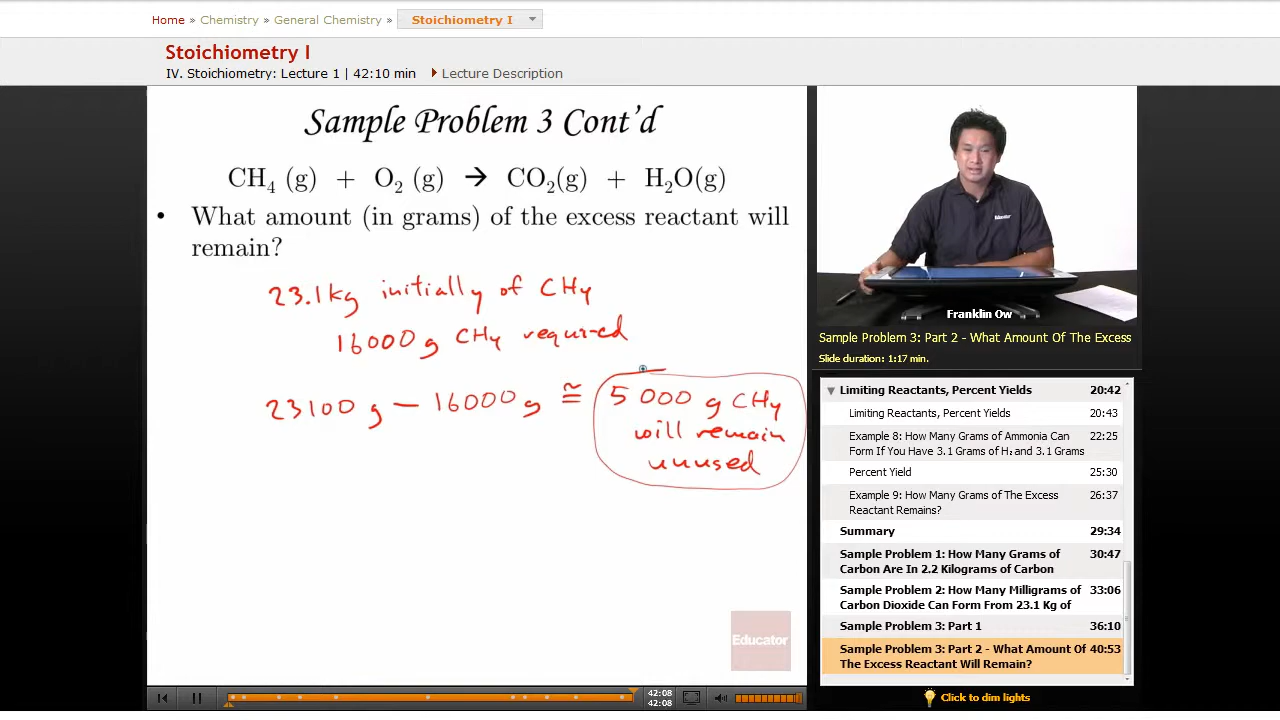 Home » Chemistry » General Chemistry » Stoichiometry I
Stoichiometry I
IV. Stoichiometry: Lecture 1 | 42:10 min Lecture Description
Sample Problem 3 Cont'd
CH₄ (g) + O₂ (g) → CO₂(g) + H₂O(g)
• What amount (in grams) of the excess reactant will
remain?
23.1kg initially of CH₄
16000g CH₄ required
23100g − 16000g ≅ 5000 g CH₄
will remain
unused
Educator
Educator
Franklin Ow
Sample Problem 3: Part 2 - What Amount Of The Excess
Slide duration: 1:17 min.
Limiting Reactants, Percent Yields 20:42
Limiting Reactants, Percent Yields 20:43
Example 8: How Many Grams of Ammonia Can 22:25
Form If You Have 3.1 Grams of H₂ and 3.1 Grams
Percent Yield 25:30
Example 9: How Many Grams of The Excess 26:37
Reactant Remains?
Summary 29:34
Sample Problem 1: How Many Grams of 30:47
Carbon Are In 2.2 Kilograms of Carbon
Sample Problem 2: How Many Milligrams of 33:06
Carbon Dioxide Can Form From 23.1 Kg of
Sample Problem 3: Part 1 36:10
Sample Problem 3: Part 2 - What Amount Of 40:53
The Excess Reactant Will Remain?
42:08
42:08
Click to dim lights